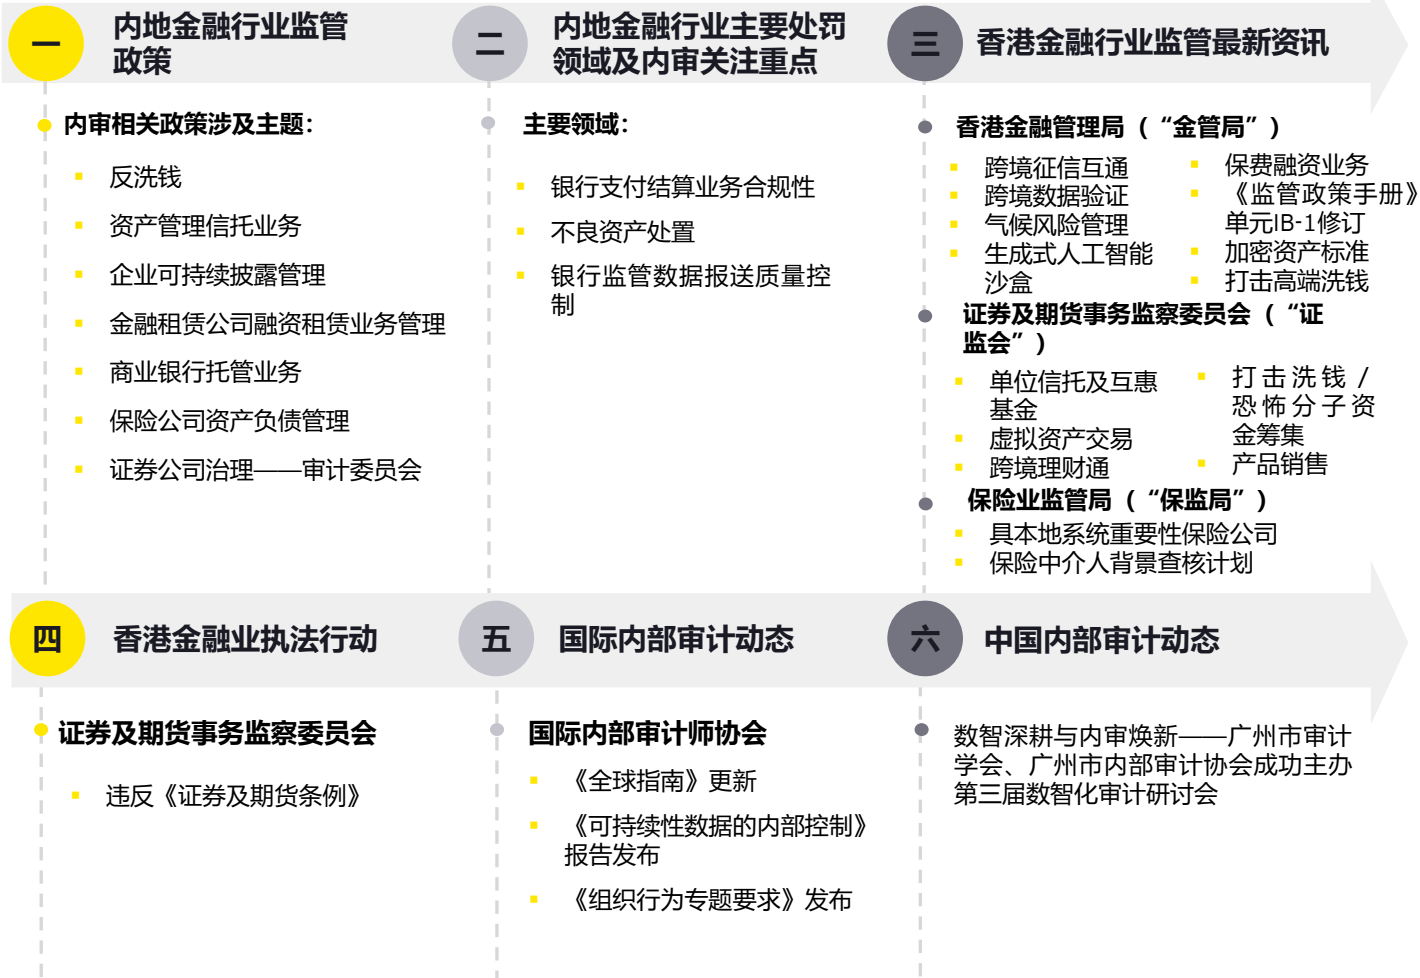 一
内地金融行业监管
政策
内审相关政策涉及主题：
反洗钱
资产管理信托业务
企业可持续披露管理
金融租赁公司融资租赁业务管理
商业银行托管业务
保险公司资产负债管理
证券公司治理——审计委员会
二
内地金融行业主要处罚
领域及内审关注重点
主要领域：
银行支付结算业务合规性
不良资产处置
银行监管数据报送质量控
制
三
香港金融行业监管最新资讯
香港金融管理局（“金管局”）
跨境征信互通
跨境数据验证
气候风险管理
生成式人工智能
沙盒
保费融资业务
《监管政策手册》
单元IB-1修订
加密资产标准
打击高端洗钱
证券及期货事务监察委员会（“证
监会”）
单位信托及互惠
基金
虚拟资产交易
跨境理财通
打击洗钱/
恐怖分子资
金筹集
产品销售
保险业监管局（“保监局”）
具本地系统重要性保险公司
保险中介人背景查核计划
四
香港金融业执法行动
证券及期货事务监察委员会
违反《证券及期货条例》
五
国际内部审计动态
国际内部审计师协会
《全球指南》更新
《可持续性数据的内部控制》
报告发布
《组织行为专题要求》发布
六
中国内部审计动态
数智深耕与内审焕新——广州市审计
学会、广州市内部审计协会成功主办
第三届数智化审计研讨会